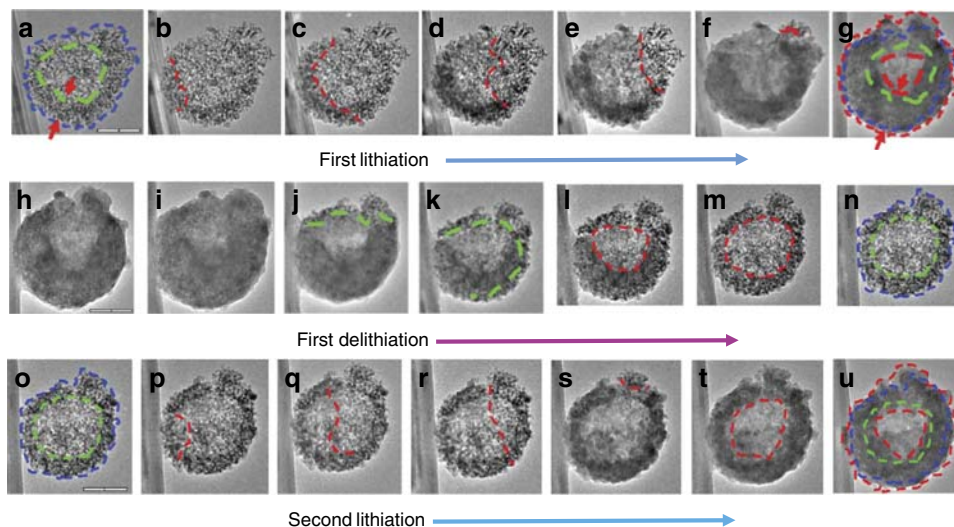 a b c d e f g
First lithiation
h i j k l m n
First delithiation
o p q r s t u
Second lithiation